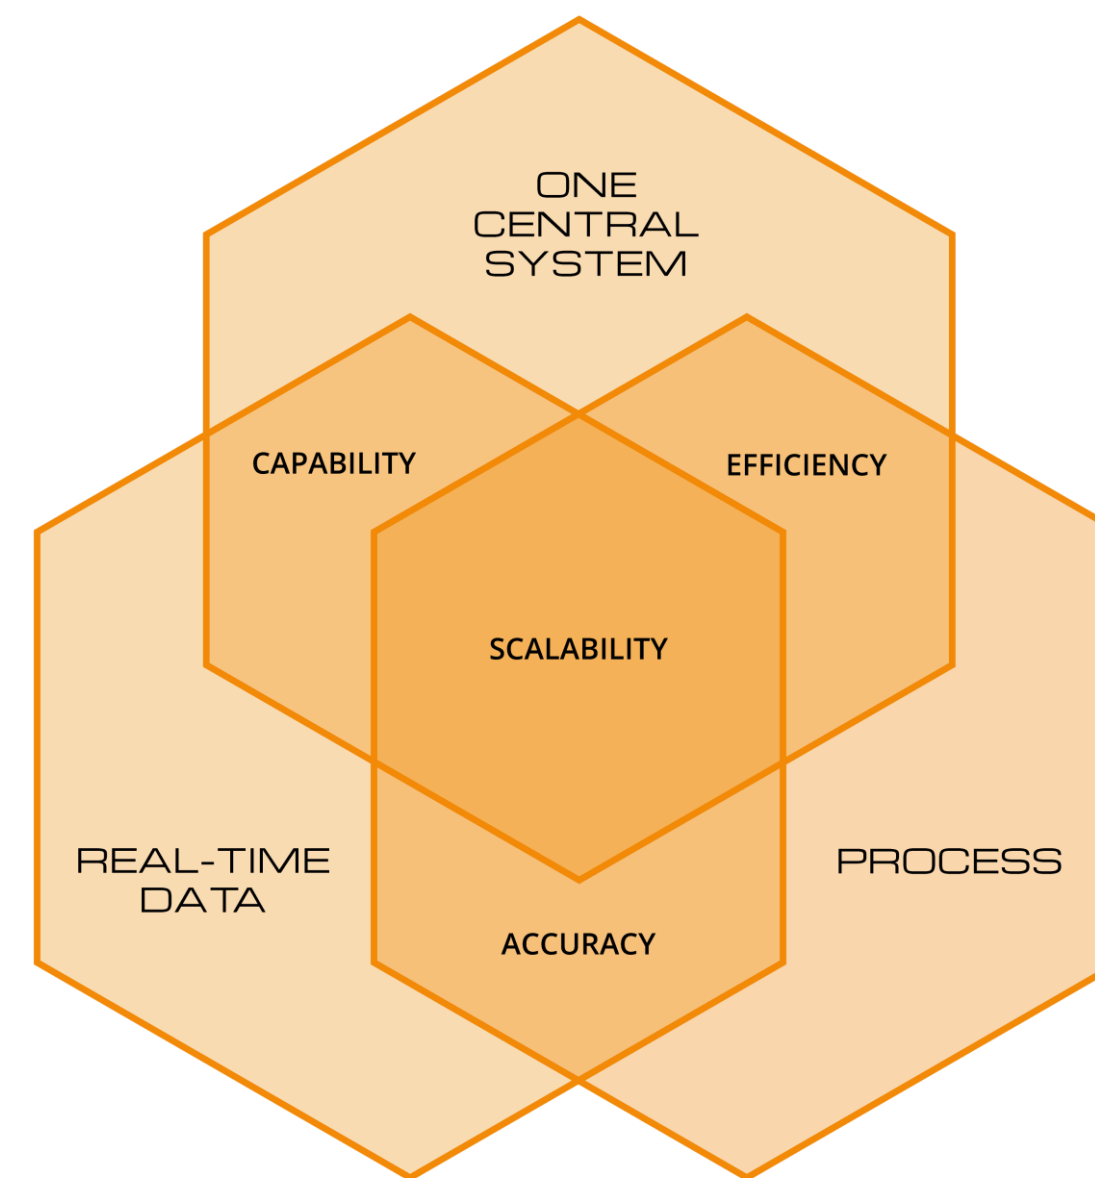 ONE
CENTRAL
SYSTEM
CAPABILITY
EFFICIENCY
SCALABILITY
REAL-TIME
DATA
PROCESS
ACCURACY